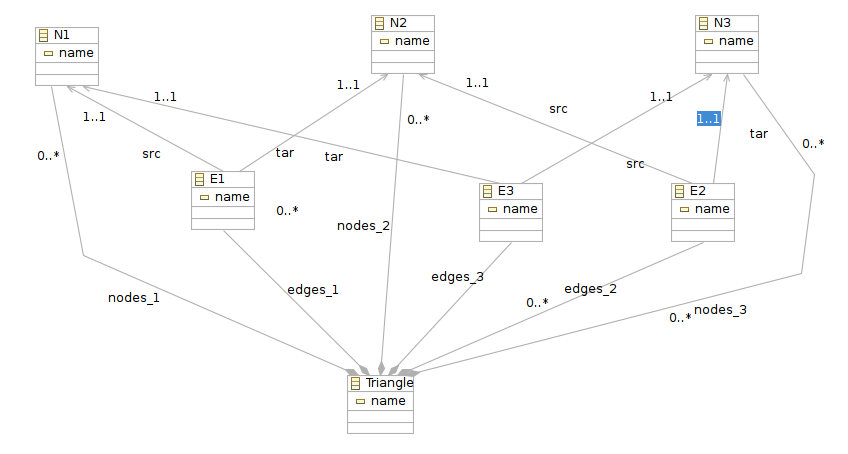 N1
name
N2
name
N3
name
1..1
1..1
1..1
1..1
1..1
1..1
0..*
0..*
0..*
src
tar
tar
src
src
tar
E1
name
E3
name
E2
name
0..*
nodes_2
nodes_1
edges_1
edges_3
edges_2
0..*
0..*
nodes_3
Triangle
name